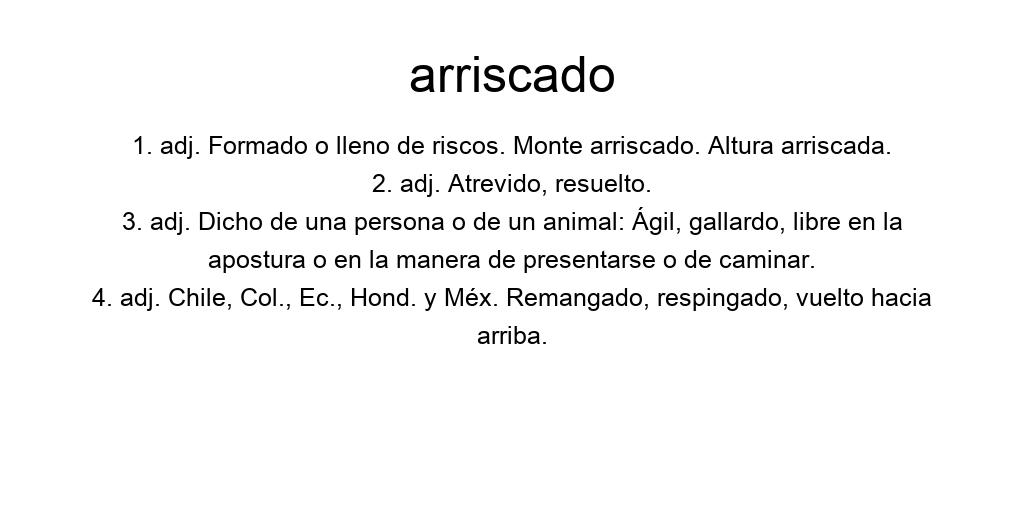 arriscado
1. adj. Formado o lleno de riscos. Monte arriscado. Altura arriscada.
2. adj. Atrevido, resuelto.
3. adj. Dicho de una persona o de un animal: Ágil, gallardo, libre en la
apostura o en la manera de presentarse o de caminar.
4. adj. Chile, Col., Ec., Hond. y Méx. Remangado, respingado, vuelto hacia
arriba.